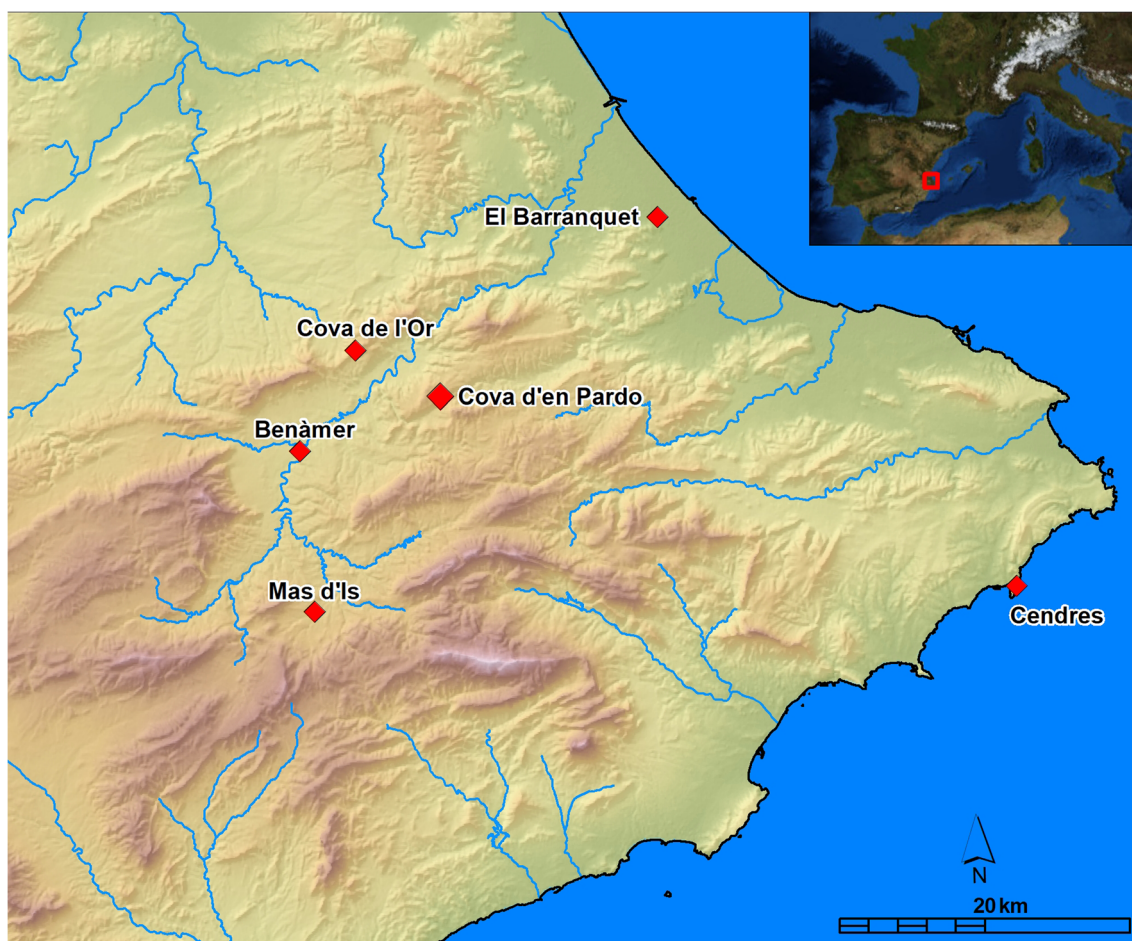 El Barranquet
Cova de l'Or
Cova d'en Pardo
Benàmer
Mas d'Is
Cendres
N
20 km